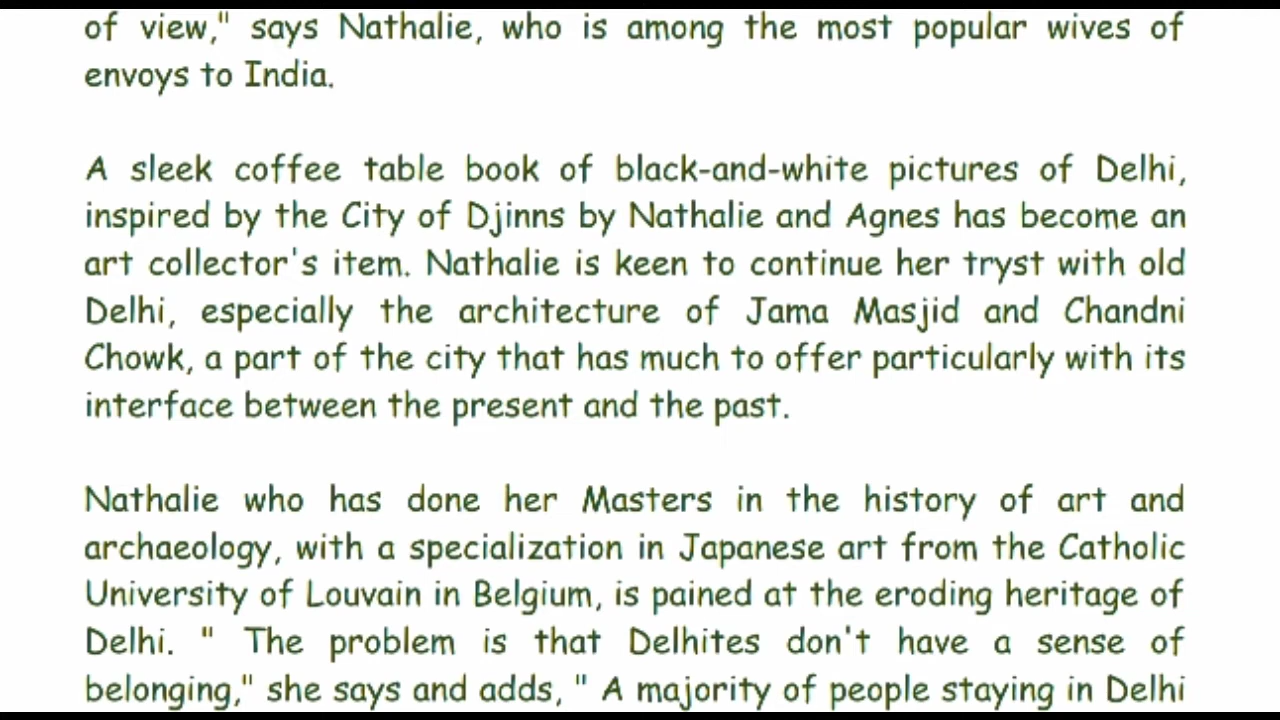 of view," says Nathalie, who is among the most popular wives of
envoys to India.
A sleek coffee table book of black-and-white pictures of Delhi,
inspired by the City of Djinns by Nathalie and Agnes has become an
art collector's item. Nathalie is keen to continue her tryst with old
Delhi, especially the architecture of Jama Masjid and Chandni
Chowk, a part of the city that has much to offer particularly with its
interface between the present and the past.
Nathalie who has done her Masters in the history of art and
archaeology, with a specialization in Japanese art from the Catholic
University of Louvain in Belgium, is pained at the eroding heritage of
Delhi. " The problem is that Delhites don't have a sense of
belonging," she says and adds, " A majority of people staying in Delhi